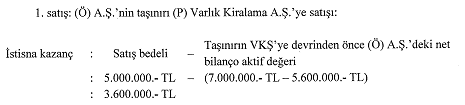 1. satış: (Ö) A.Ş.'nin taşınırı (P) Varlık Kiralama A.Ş.'ye satışı:
İstisna kazanç : Satış bedeli – Taşınırın VKŞ'ye devrinden önce (Ö) A.Ş.'deki net
bilanço aktif değeri
: 5.000.000.- TL – (7.000.000.- TL – 5.600.000.- TL)
: 3.600.000.- TL